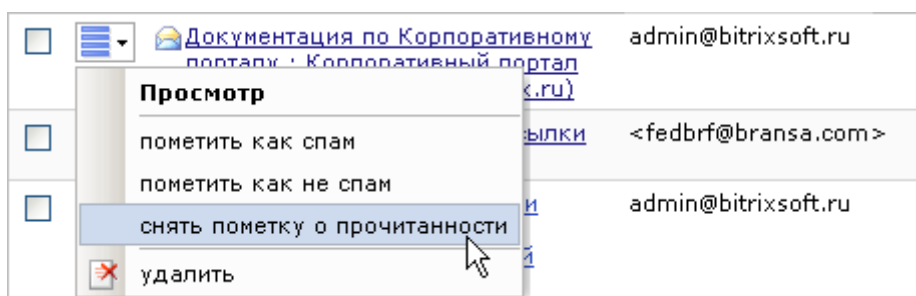 Документация по Корпоративному admin@bitrixsoft.ru
порталу : Корпоративный портал
.ru)
Просмотр
<fedbrf@bransa.com>
пометить как спам
пометить как не спам
admin@bitrixsoft.ru
снять пометку о прочитанности
удалить